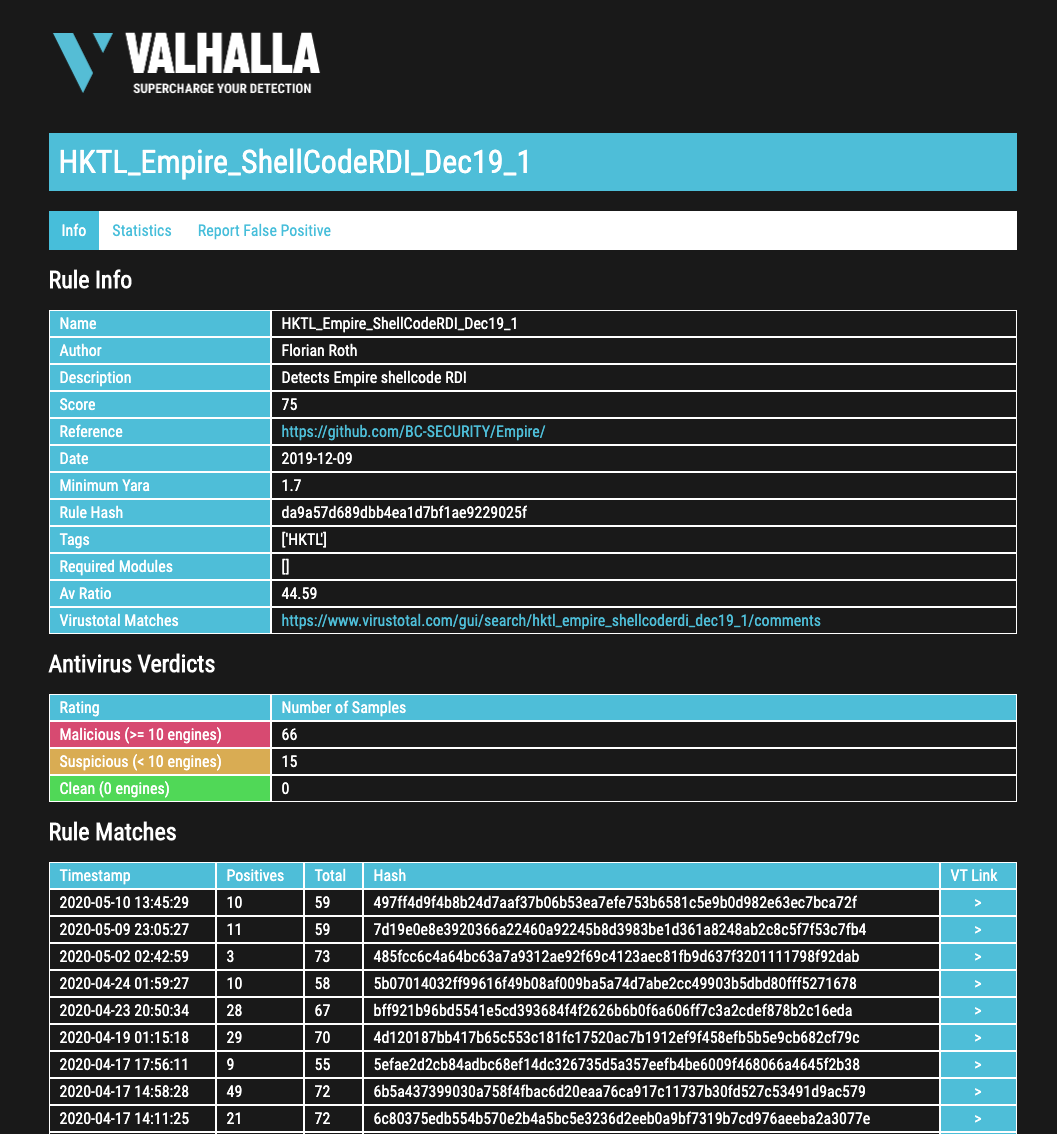 VALHALLA
SUPERCHARGE YOUR DETECTION
HKTL_Empire_ShellCodeRDI_Dec19_1
Info Statistics Report False Positive
Rule Info
Name HKTL_Empire_ShellCodeRDI_Dec19_1
Author Florian Roth
Description Detects Empire shellcode RDI
Score 75
Reference https://github.com/BC-SECURITY/Empire/
Date 2019-12-09
Minimum Yara 1.7
Rule Hash da9a57d689dbb4ea1d7bf1ae9229025f
Tags ['HKTL']
Required Modules []
Av Ratio 44.59
Virustotal Matches https://www.virustotal.com/gui/search/hktl_empire_shellcoderdi_dec19_1/comments
Antivirus Verdicts
Rating Number of Samples
Malicious (>= 10 engines) 66
Suspicious (< 10 engines) 15
Clean (0 engines) 0
Rule Matches
Timestamp Positives Total Hash VT Link
2020-05-10 13:45:29 10 59 497ff4d9f4b8b24d7aaf37b06b53ea7efe753b6581c5e9b0d982e63ec7bca72f >
2020-05-09 23:05:27 11 59 7d19e0e8e3920366a22460a92245b8d3983be1d361a8248ab2c8c5f7f53c7fb4 >
2020-05-02 02:42:59 3 73 485fcc6c4a64bc63a7a9312ae92f69c4123aec81fb9d637f3201111798f92dab >
2020-04-24 01:59:27 10 58 5b07014032ff99616f49b08af009ba5a74d7abe2cc49903b5dbd80fff5271678 >
2020-04-23 20:50:34 28 67 bff921b96bd5541e5cd393684f4f2626b6b0f6a606ff7c3a2cdef878b2c16eda >
2020-04-19 01:15:18 29 70 4d120187bb417b65c553c181fc17520ac7b1912ef9f458efb5b5e9cb682cf79c >
2020-04-17 17:56:11 9 55 5efae2d2cb84adbc68ef14dc326735d5a357eefb4be6009f468066a4645f2b38 >
2020-04-17 14:58:28 49 72 6b5a437399030a758f4fbac6d20eaa76ca917c11737b30fd527c53491d9ac579 >
2020-04-17 14:11:25 21 72 6c80375edb554b570e2b4a5bc5e3236d2eeb0a9bf7319b7cd976aeeba2a3077e >